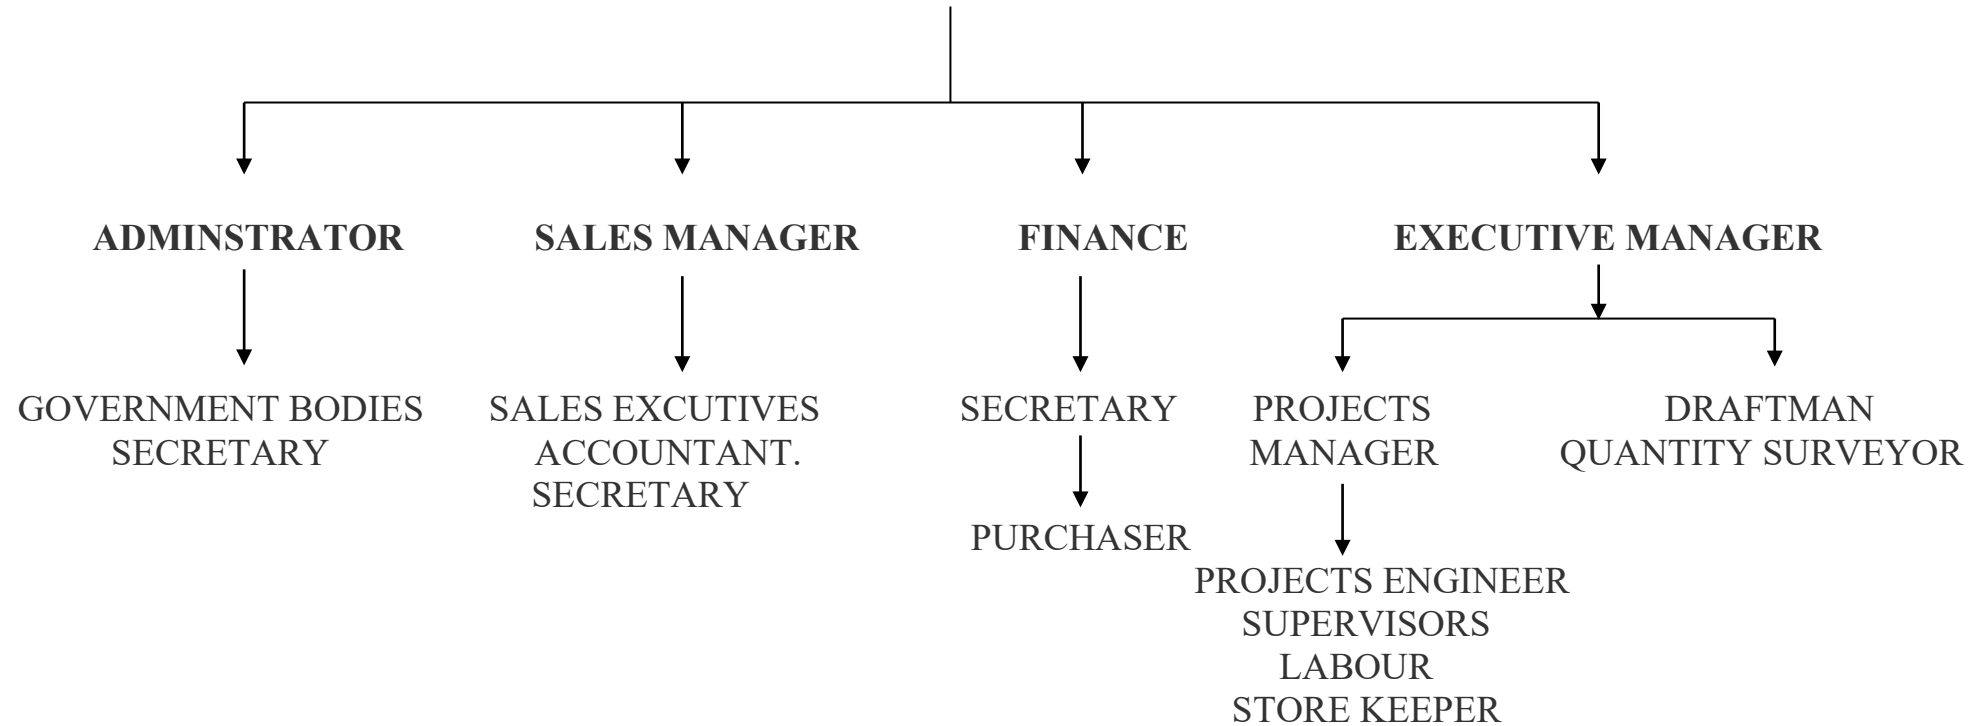 ADMINSTRATOR
SALES MANAGER
FINANCE
EXECUTIVE MANAGER
GOVERNMENT BODIES
SECRETARY
SALES EXCUTIVES
ACCOUNTANT.
SECRETARY
SECRETARY
PURCHASER
PROJECTS
MANAGER
DRAFTMAN
QUANTITY SURVEYOR
PROJECTS ENGINEER
SUPERVISORS
LABOUR
STORE KEEPER